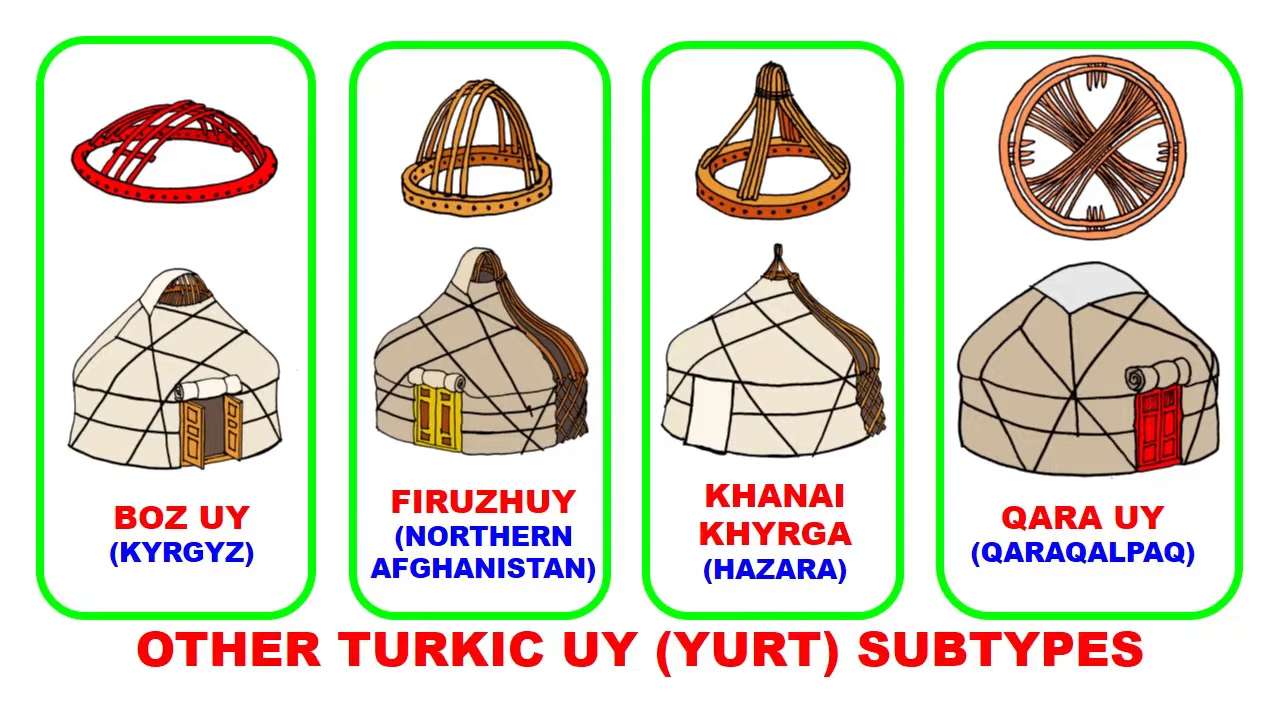 BOZ UY
(KYRGYZ)
FIRUZHUY
(NORTHERN
AFGHANISTAN)
KHANAI
KHYRGA
(HAZARA)
QARA UY
(QARAQALPAQ)
OTHER TURKIC UY (YURT) SUBTYPES